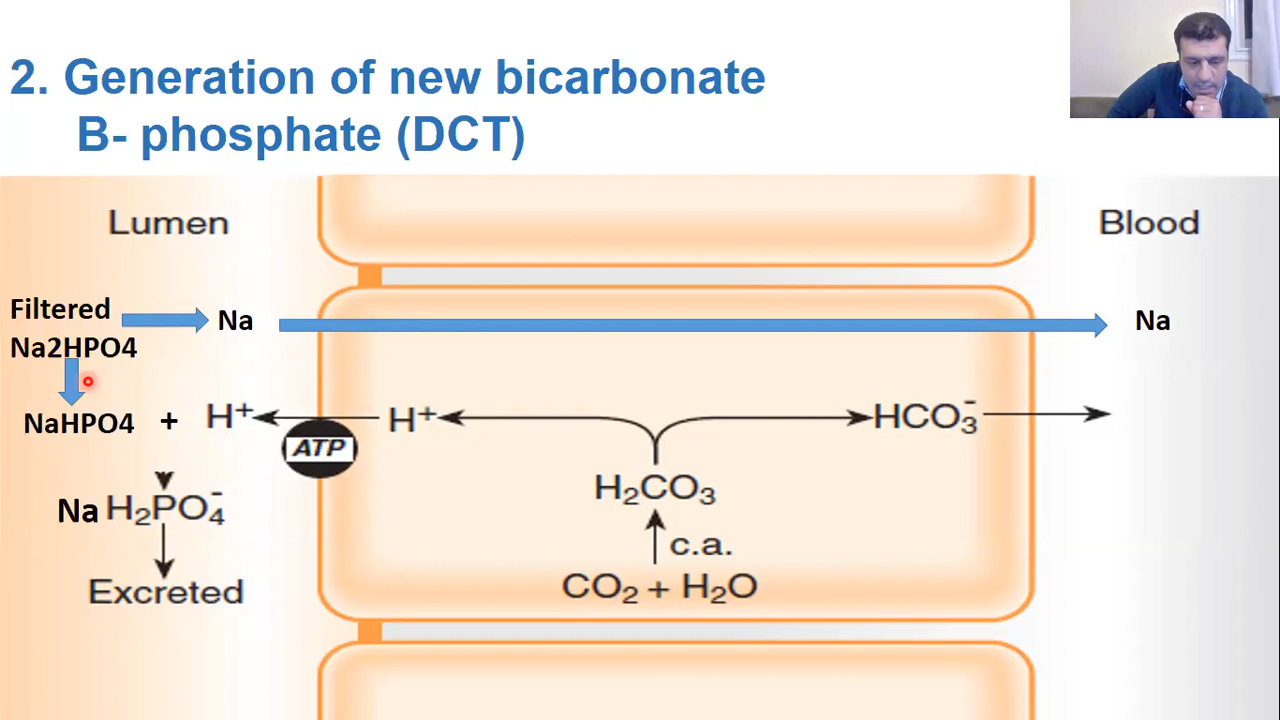 2. Generation of new bicarbonate
B- phosphate (DCT)
Lumen
Blood
Filtered
Na2HPO4
Na
Na
NaHPO4 + H⁺
ATP
H⁺
HCO₃⁻
H₂CO₃
c.a.
CO₂ + H₂O
Na H₂PO₄⁻
Excreted